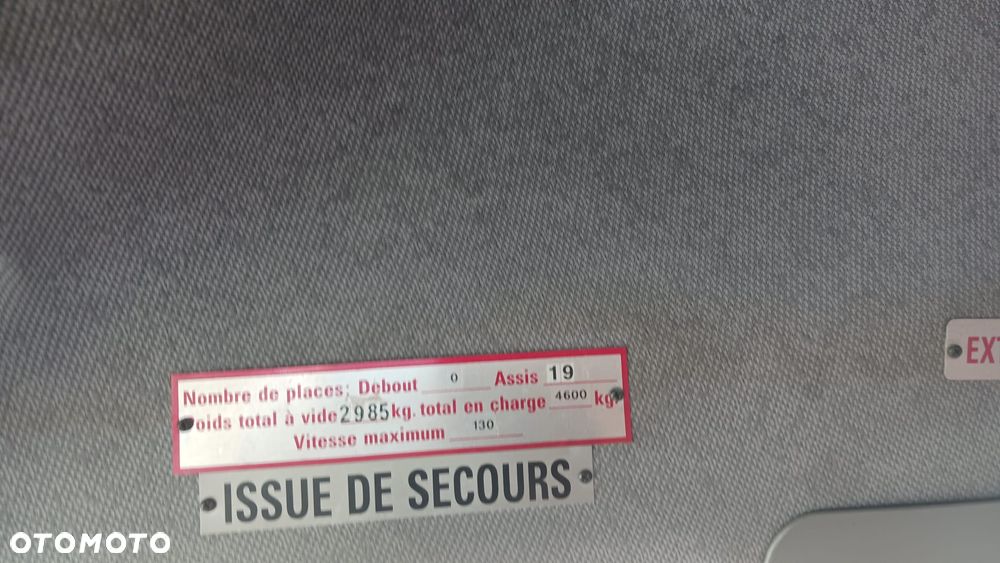 Nombre de places: Debout 0 Assis 19
oids total à vide 2985 kg. total en charge 4600 kg.
Vitesse maximum 130
ISSUE DE SECOURS
EXT
OTOMOTO